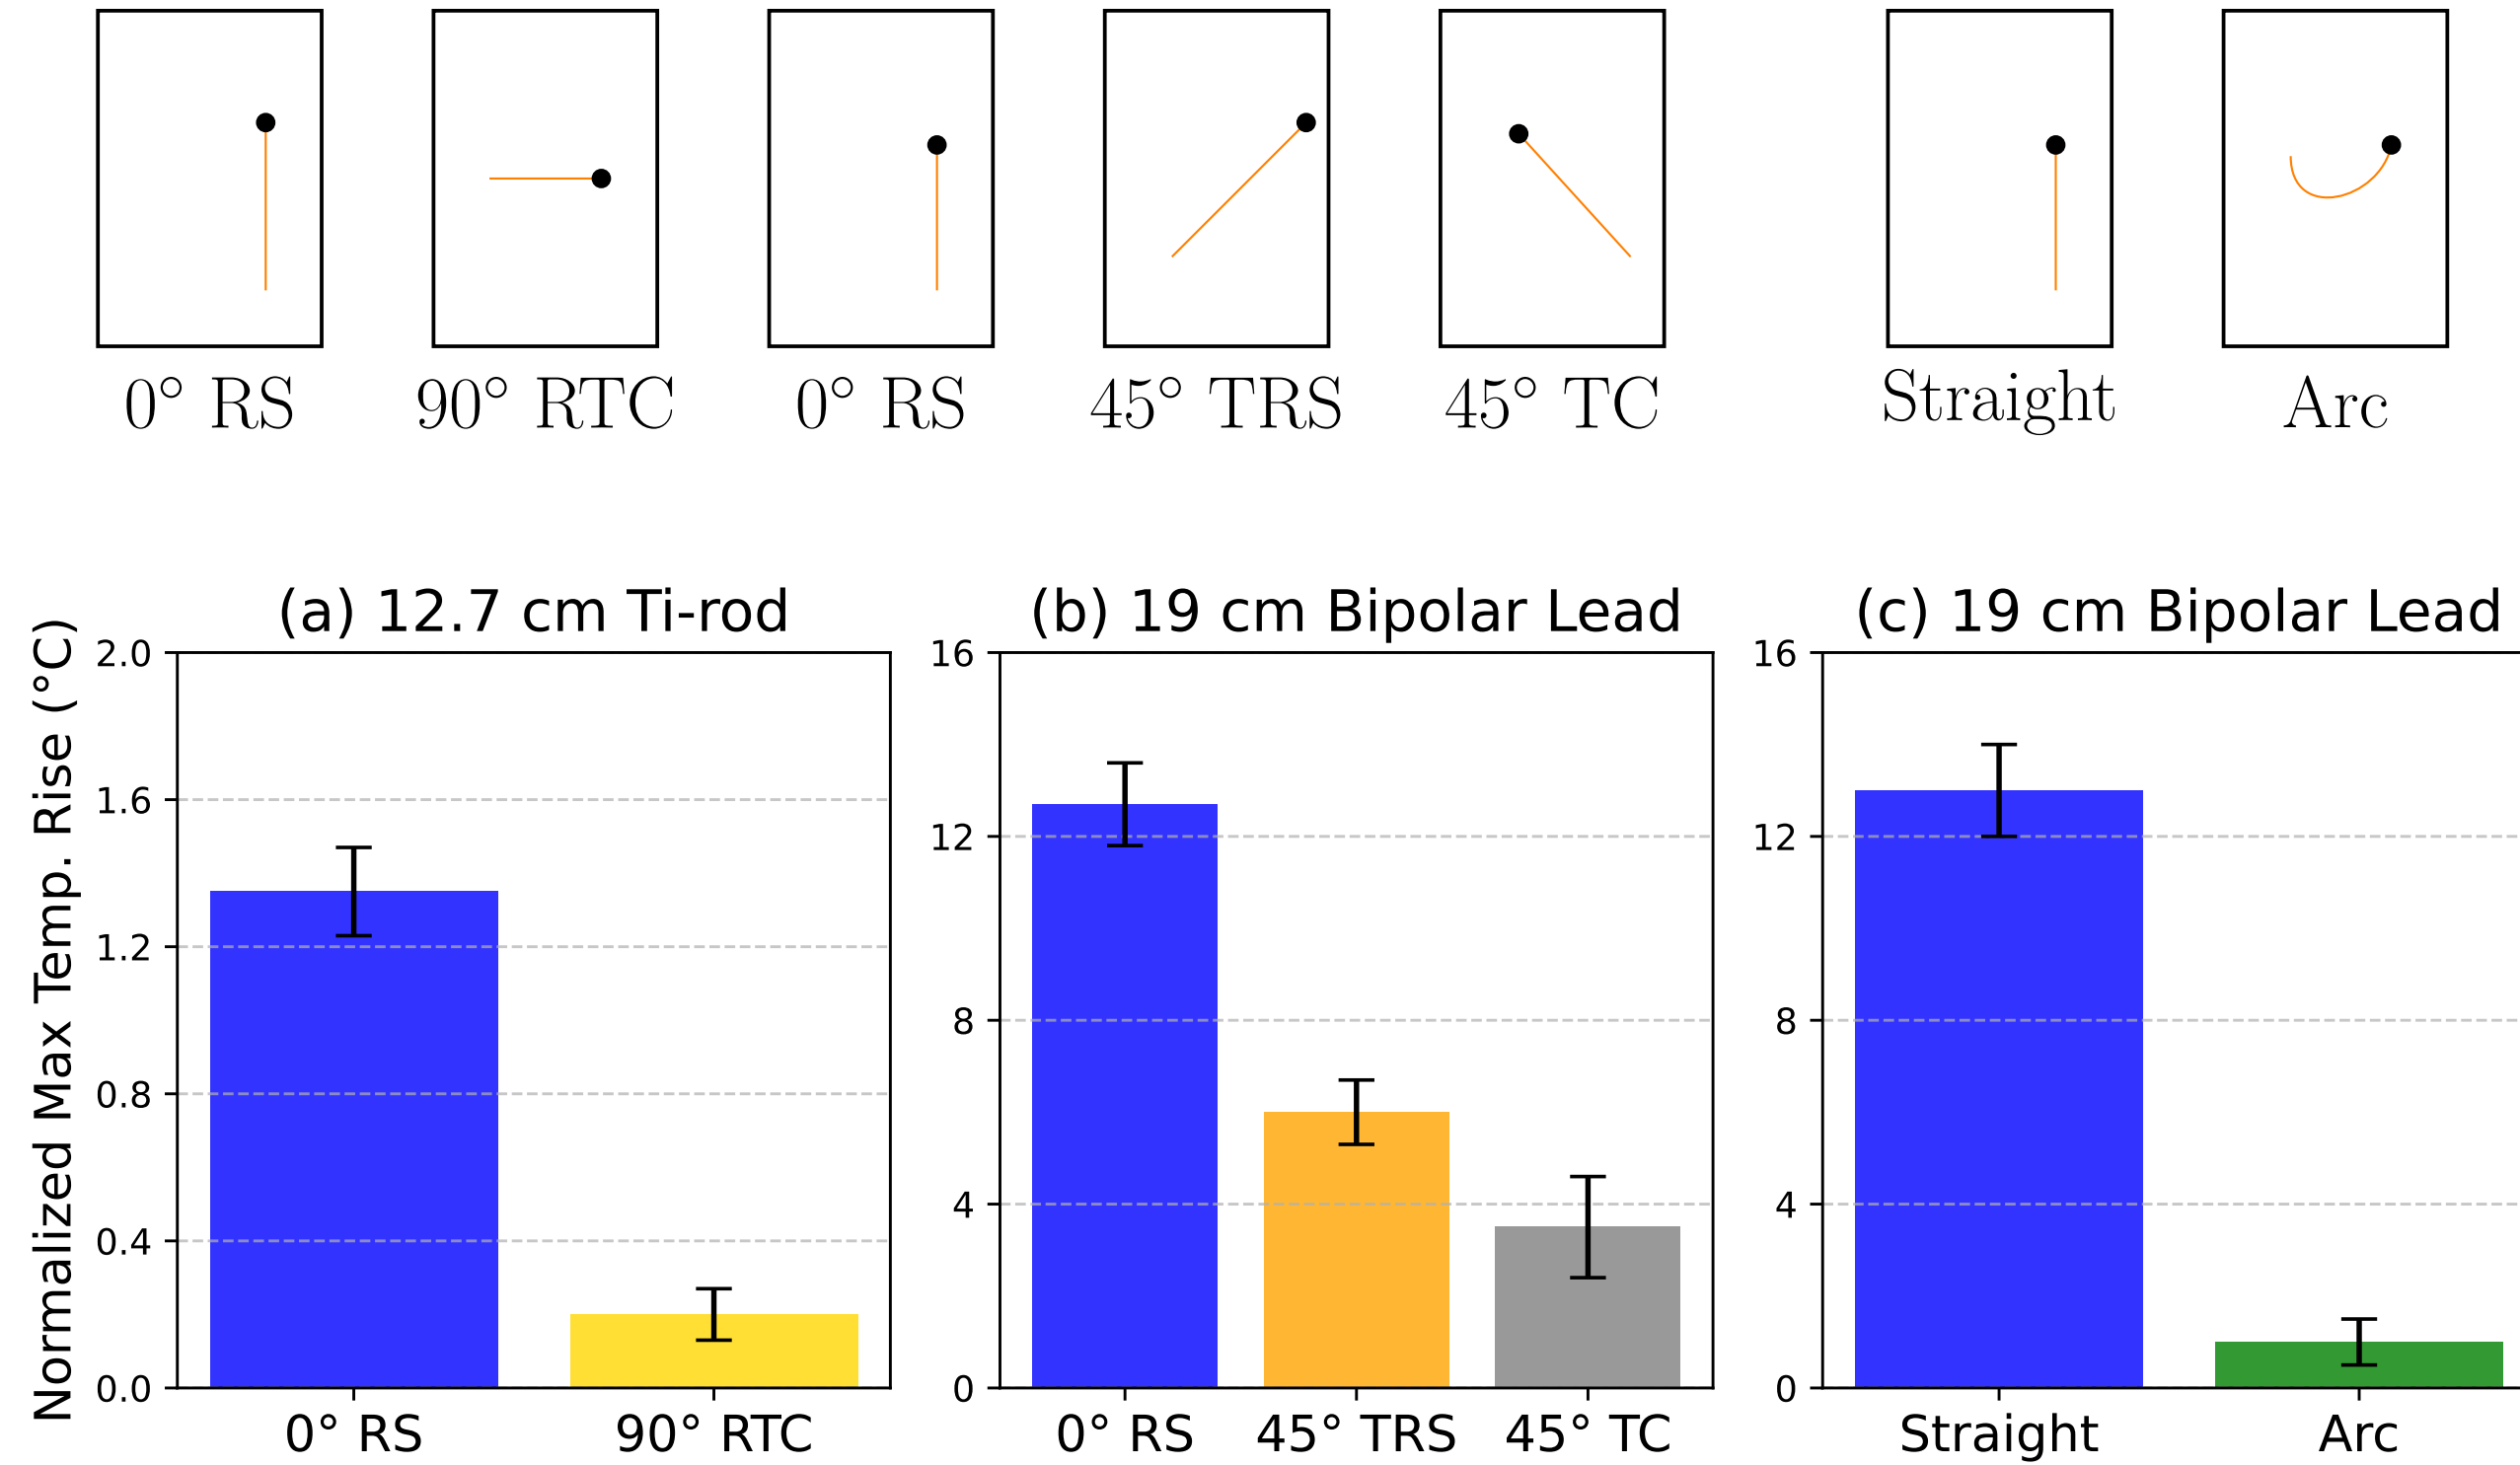 0° RS 90° RTC 0° RS 45° TRS 45° TC Straight Arc
(a) 12.7 cm Ti-rod
(b) 19 cm Bipolar Lead
(c) 19 cm Bipolar Lead
Normalized Max Temp. Rise (°C)
2.0
1.6
1.2
0.8
0.4
0.0
0° RS 90° RTC
16
12
8
4
0
0° RS 45° TRS 45° TC
16
12
8
4
0
Straight Arc